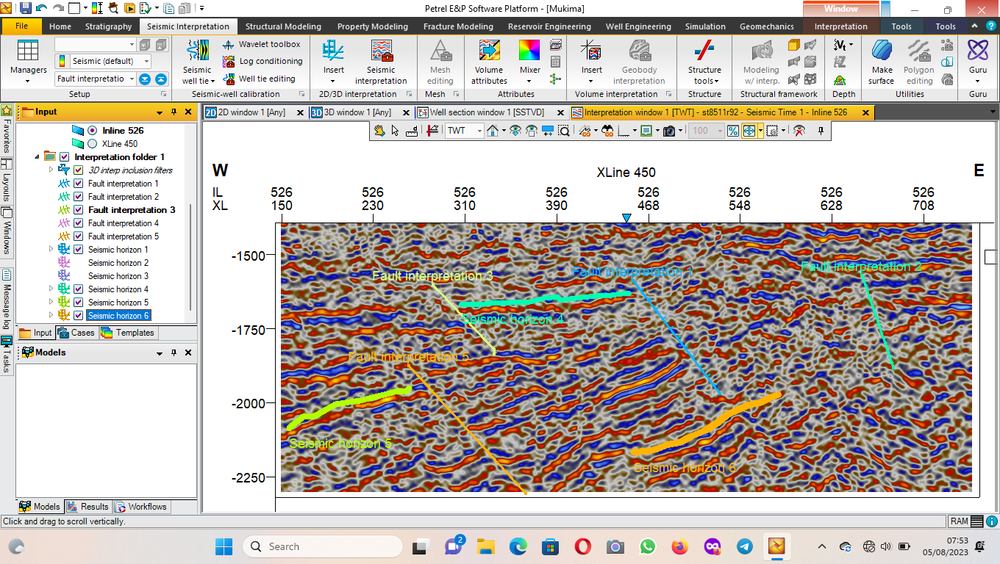 Petrel E&P Software Platform - [Mukima]
Window
File Home Stratigraphy Seismic Interpretation Structural Modeling Property Modeling Fracture Modeling Reservoir Engineering Well Engineering Simulation Geomechanics Interpretation Tools Tools
Managers
Seismic (default)
Fault interpretatio
Setup
Seismic well tie
Wavelet toolbox
Log conditioning
Well tie editing
Seismic-well calibration
Insert
Seismic interpretation
2D/3D interpretation
Mesh editing
Mesh
Volume attributes
Mixer
Attributes
Insert
Geobody interpretation
Volume interpretation
Structure tools
Structure
Modeling w/ interp.
Structural framework
Depth
Make surface
Polygon editing
Utilities
Guru
Guru
Favorites
Layouts
Windows
Message log
Tasks
Input
Inline 526
XLine 450
Interpretation folder 1
3D interp inclusion filters
Fault interpretation 1
Fault interpretation 2
Fault interpretation 3
Fault interpretation 4
Fault interpretation 5
Seismic horizon 1
Seismic horizon 2
Seismic horizon 3
Seismic horizon 4
Seismic horizon 5
Seismic horizon 6
Input Cases Templates
Models
Models Results Workflows
2D 2D window 1 [Any]
3D 3D window 1 [Any]
Well section window 1 [SSTVD]
Interpretation window 1 [TWT] - st8511r92 - Seismic Time 1 - Inline 526
TWT
100
W
XLine 450
E
IL 526 526 526 526 526 526 526 526
XL 150 230 310 390 468 548 628 708
-1500
-1750
-2000
-2250
Fault interpretation 3
Fault interpretation 1
Fault interpretation 2
Seismic horizon 4
Fault interpretation 5
Seismic horizon 5
Seismic horizon 6
Click and drag to scroll vertically.
RAM
Search
2
07:53
05/08/2023